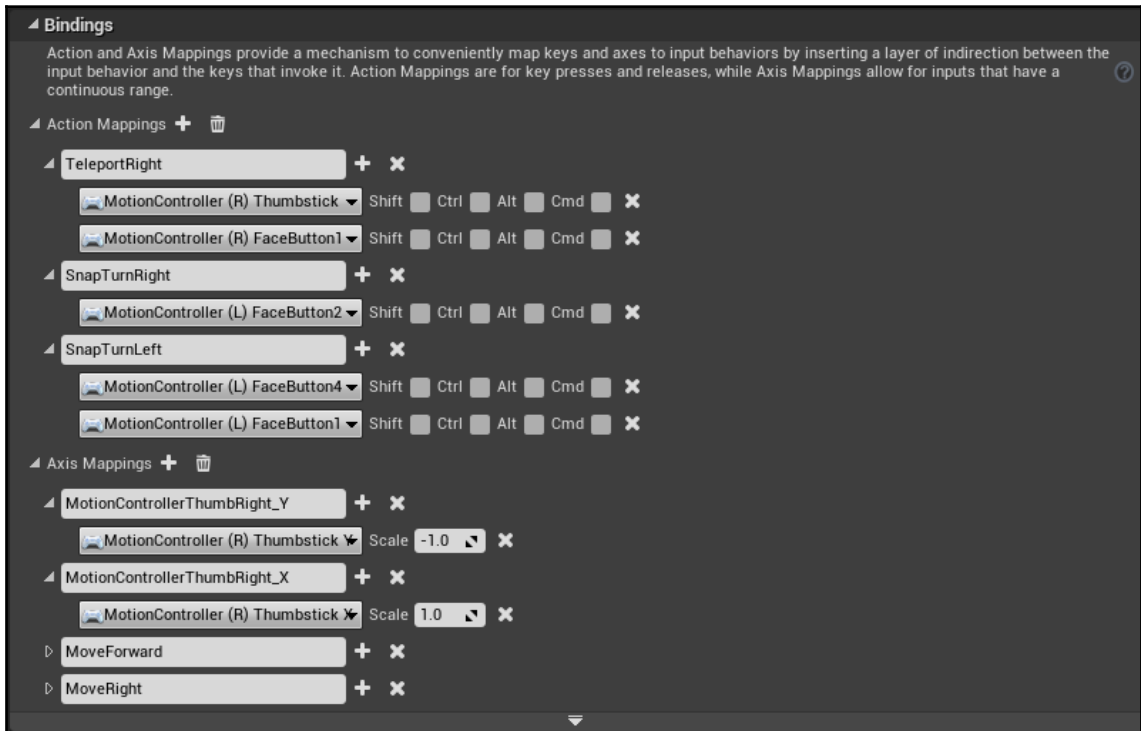 Bindings
Action and Axis Mappings provide a mechanism to conveniently map keys and axes to input behaviors by inserting a layer of indirection between the
input behavior and the keys that invoke it. Action Mappings are for key presses and releases, while Axis Mappings allow for inputs that have a
continuous range.
Action Mappings
TeleportRight
MotionController (R) Thumbstick Shift Ctrl Alt Cmd
MotionController (R) FaceButton1 Shift Ctrl Alt Cmd
SnapTurnRight
MotionController (L) FaceButton2 Shift Ctrl Alt Cmd
SnapTurnLeft
MotionController (L) FaceButton4 Shift Ctrl Alt Cmd
MotionController (L) FaceButton1 Shift Ctrl Alt Cmd
Axis Mappings
MotionControllerThumbRight_Y
MotionController (R) Thumbstick Y Scale -1.0
MotionControllerThumbRight_X
MotionController (R) Thumbstick X Scale 1.0
MoveForward
MoveRight